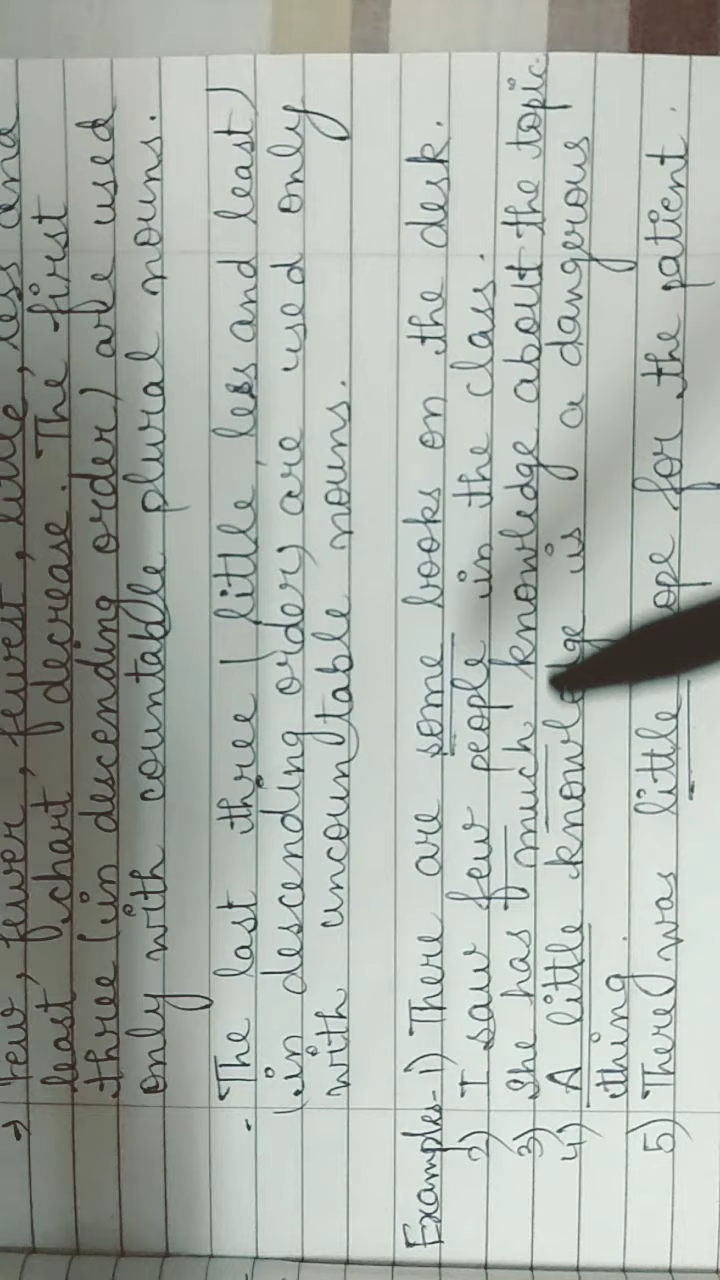 → Few, fewer, fewest, little, less and
least, chart decrease. The first
three (in descending order) are used
only with countable plural nouns.
. The last three (little, less and least)
(in descending order) are used only
with uncountable nouns.
Examples- 1) There are some books on the desk.
2) I saw few people in the class.
3) She has much knowledge about the topic.
4) A little knowledge is a dangerous
thing.
5) There was little ope for the patient.